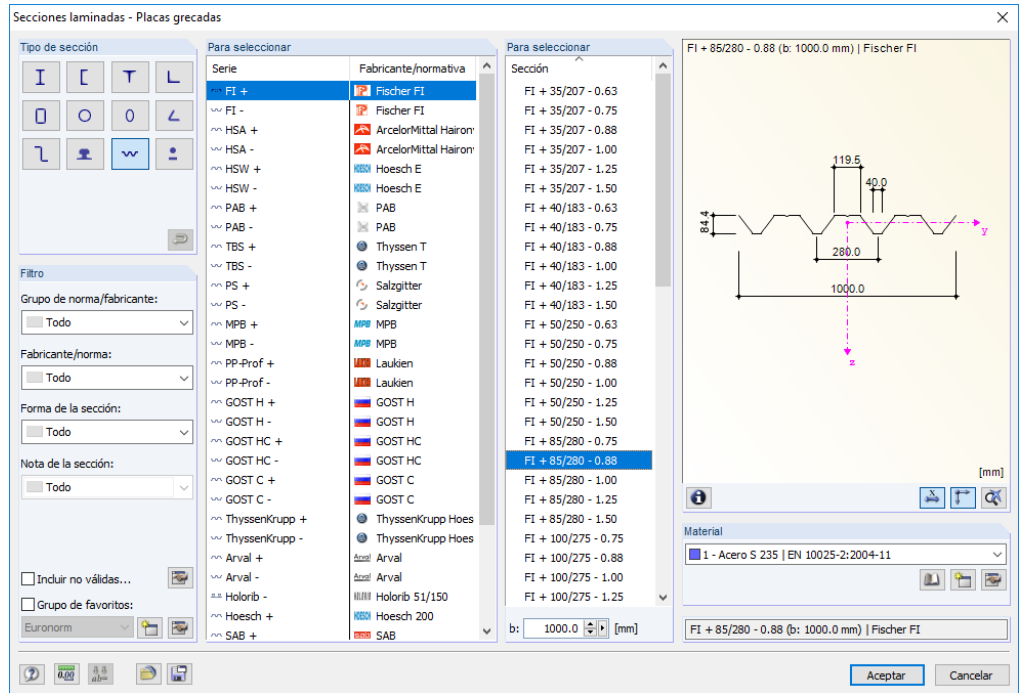 Secciones laminadas - Placas grecadas
Tipo de sección
Filtro
Grupo de norma/fabricante:
Todo
Fabricante/norma:
Todo
Forma de la sección:
Todo
Nota de la sección:
Todo
Incluir no válidas...
Grupo de favoritos:
Euronorm
Para seleccionar
Serie Fabricante/normativa
FI + Fischer FI
FI - Fischer FI
HSA + ArcelorMittal Hairon
HSA - ArcelorMittal Hairon
HSW + HOESCH Hoesch E
HSW - HOESCH Hoesch E
PAB + PAB
PAB - PAB
TBS + Thyssen T
TBS - Thyssen T
PS + Salzgitter
PS - Salzgitter
MPB + MPB MPB
MPB - MPB MPB
PP-Prof + Laukien
PP-Prof - Laukien
GOST H + GOST H
GOST H - GOST H
GOST HC + GOST HC
GOST HC - GOST HC
GOST C + GOST C
GOST C - GOST C
ThyssenKrupp + ThyssenKrupp Hoes
ThyssenKrupp - ThyssenKrupp Hoes
Arval + Arval Arval
Arval - Arval Arval
Holorib - Holorib 51/150
Hoesch + HOESCH Hoesch 200
SAB + SAB
Para seleccionar
Sección
FI + 35/207 - 0.63
FI + 35/207 - 0.75
FI + 35/207 - 0.88
FI + 35/207 - 1.00
FI + 35/207 - 1.25
FI + 35/207 - 1.50
FI + 40/183 - 0.63
FI + 40/183 - 0.75
FI + 40/183 - 0.88
FI + 40/183 - 1.00
FI + 40/183 - 1.25
FI + 40/183 - 1.50
FI + 50/250 - 0.63
FI + 50/250 - 0.75
FI + 50/250 - 0.88
FI + 50/250 - 1.00
FI + 50/250 - 1.25
FI + 50/250 - 1.50
FI + 85/280 - 0.75
FI + 85/280 - 0.88
FI + 85/280 - 1.00
FI + 85/280 - 1.25
FI + 85/280 - 1.50
FI + 100/275 - 0.75
FI + 100/275 - 0.88
FI + 100/275 - 1.00
FI + 100/275 - 1.25
b: 1000.0 [mm]
FI + 85/280 - 0.88 (b: 1000.0 mm) | Fischer FI
119.5
40.0
84.4
y
280.0
1000.0
z
[mm]
Material
1 - Acero S 235 | EN 10025-2:2004-11
FI + 85/280 - 0.88 (b: 1000.0 mm) | Fischer FI
0.00
Aceptar
Cancelar